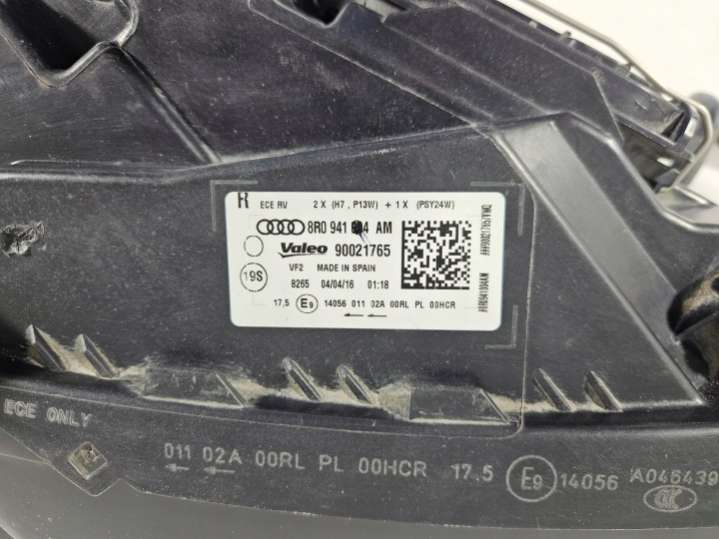 R ECE RV 2 X (H7, P13W) + 1 X (PSY24W)
8R0 941 AM
Valeo 90021765
VF2 MADE IN SPAIN
19S
8265 04/04/16 01:18
17,5 E9 14056 011 02A 00RL PL 00HCR
#8R0941004AM
ECE ONLY
011 02A 00RL PL 00HCR 17.5 E9 14056 A046439